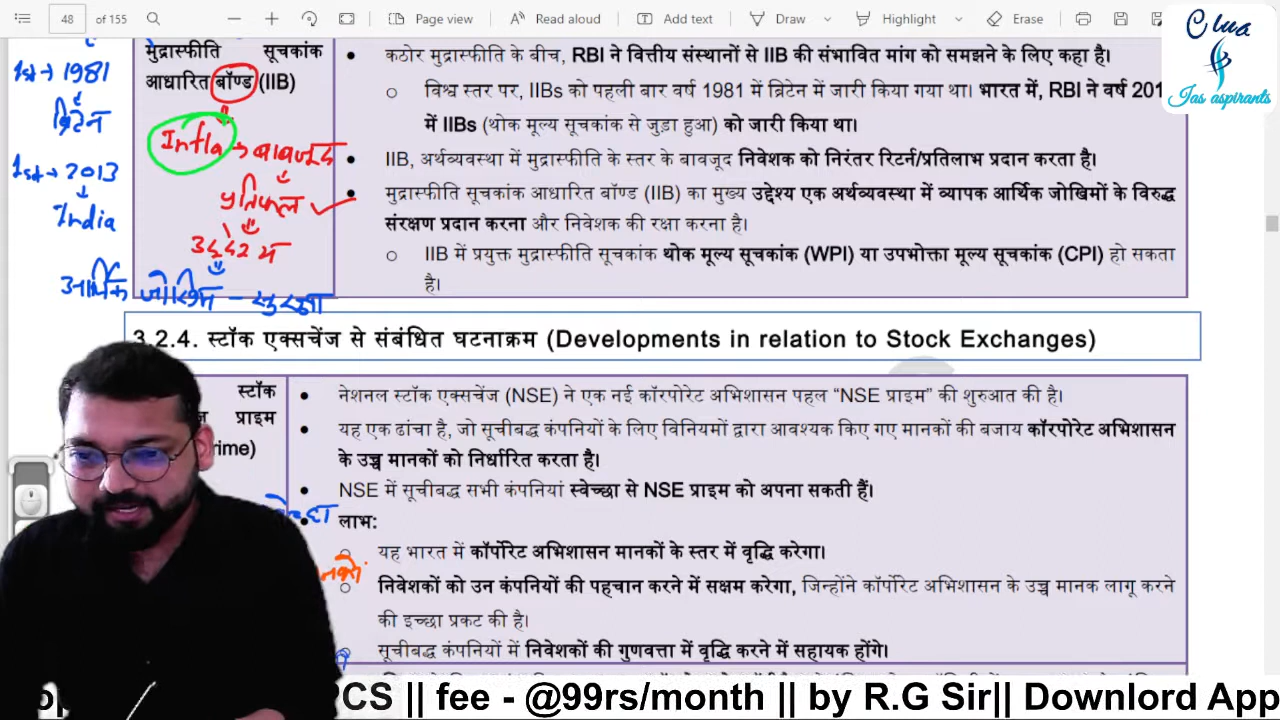 48 of 155
Page view
Read aloud
Add text
Draw
Highlight
Erase
Clua
Ias aspirants
1st → 1981
ब्रिटेन
1st → 2013
India
मुद्रास्फीति सूचकांक
आधारित बॉण्ड (IIB)
Infla → बावजूद
प्रतिफल
उद्देश्य
आर्थिक जोखिम - सुरक्षा
• कठोर मुद्रास्फीति के बीच, RBI ने वित्तीय संस्थानों से IIB की संभावित मांग को समझने के लिए कहा है।
○ विश्व स्तर पर, IIBs को पहली बार वर्ष 1981 में ब्रिटेन में जारी किया गया था। भारत में, RBI ने वर्ष 201
में IIBs (थोक मूल्य सूचकांक से जुड़ा हुआ) को जारी किया था।
• IIB, अर्थव्यवस्था में मुद्रास्फीति के स्तर के बावजूद निवेशक को निरंतर रिटर्न/प्रतिलाभ प्रदान करता है।
• मुद्रास्फीति सूचकांक आधारित बॉण्ड (IIB) का मुख्य उद्देश्य एक अर्थव्यवस्था में व्यापक आर्थिक जोखिमों के विरुद्ध
संरक्षण प्रदान करना और निवेशक की रक्षा करना है।
○ IIB में प्रयुक्त मुद्रास्फीति सूचकांक थोक मूल्य सूचकांक (WPI) या उपभोक्ता मूल्य सूचकांक (CPI) हो सकता
है।
3.2.4. स्टॉक एक्सचेंज से संबंधित घटनाक्रम (Developments in relation to Stock Exchanges)
स्टॉक
प्राइम
rime)
• नेशनल स्टॉक एक्सचेंज (NSE) ने एक नई कॉरपोरेट अभिशासन पहल “NSE प्राइम” की शुरुआत की है।
• यह एक ढांचा है, जो सूचीबद्ध कंपनियों के लिए विनियमों द्वारा आवश्यक किए गए मानकों की बजाय कॉरपोरेट अभिशासन
के उच्च मानकों को निर्धारित करता है।
• NSE में सूचीबद्ध सभी कंपनियां स्वेच्छा से NSE प्राइम को अपना सकती हैं।
• लाभ:
○ यह भारत में कॉर्पोरेट अभिशासन मानकों के स्तर में वृद्धि करेगा।
○ निवेशकों को उन कंपनियों की पहचान करने में सक्षम करेगा, जिन्होंने कॉर्पोरेट अभिशासन के उच्च मानक लागू करने
की इच्छा प्रकट की है।
सूचीबद्ध कंपनियों में निवेशकों की गुणवत्ता में वृद्धि करने में सहायक होंगे।
PCS || fee - @99rs/month || by R.G Sir|| Downlord App